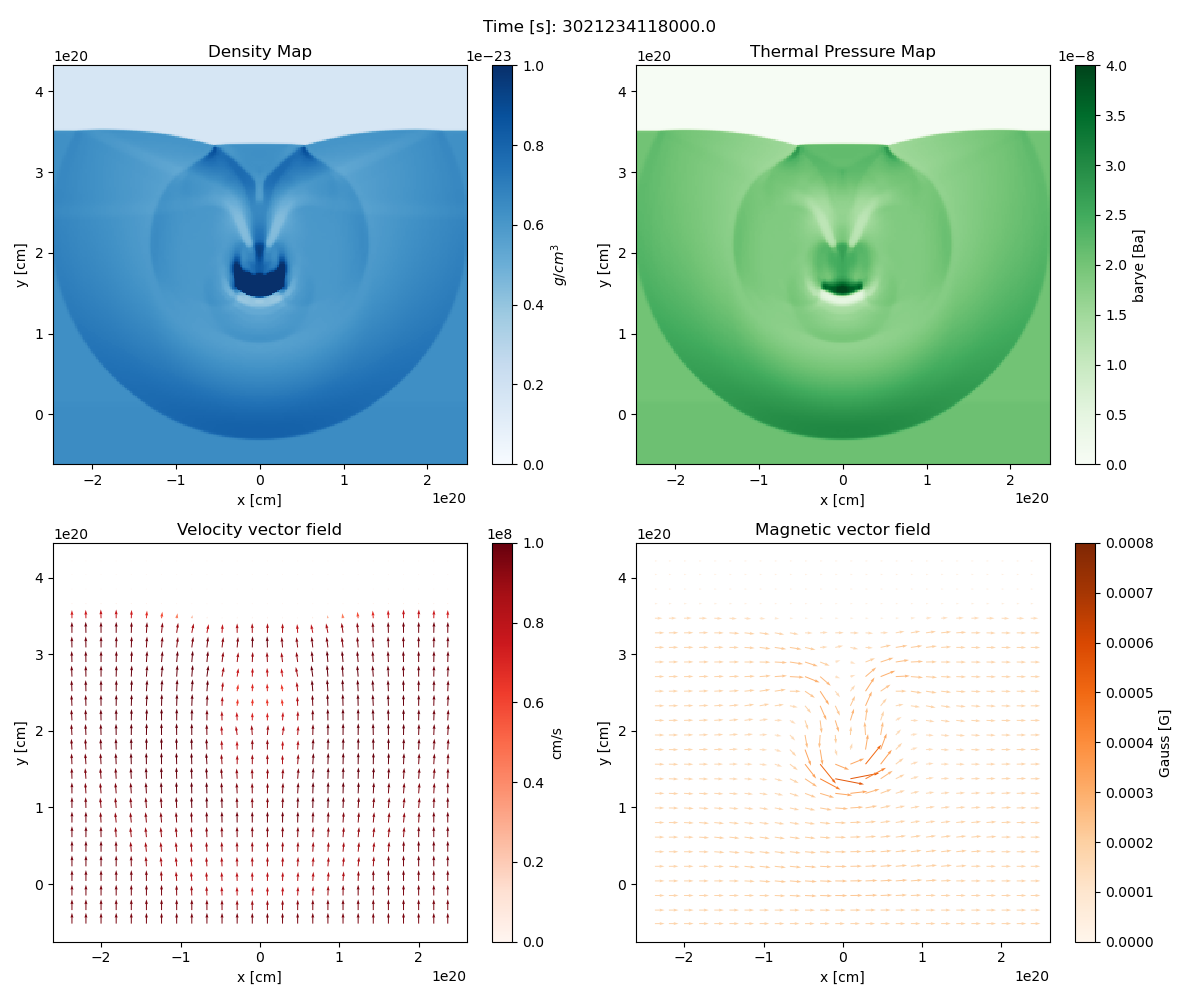 Time [s]: 3021234118000.0
1e20
Density Map
1e−23
1.0
0.8
0.6
0.4
0.2
0.0
g/cm³
4
3
2
1
0
y [cm]
−2 −1 0 1 2
x [cm]
1e20
1e20
Thermal Pressure Map
1e−8
4.0
3.5
3.0
2.5
2.0
1.5
1.0
0.5
0.0
barye [Ba]
4
3
2
1
0
y [cm]
−2 −1 0 1 2
x [cm]
1e20
1e20
Velocity vector field
1e8
1.0
0.8
0.6
0.4
0.2
0.0
cm/s
4
3
2
1
0
y [cm]
−2 −1 0 1 2
x [cm]
1e20
1e20
Magnetic vector field
0.0008
0.0007
0.0006
0.0005
0.0004
0.0003
0.0002
0.0001
0.0000
Gauss [G]
4
3
2
1
0
y [cm]
−2 −1 0 1 2
x [cm]
1e20